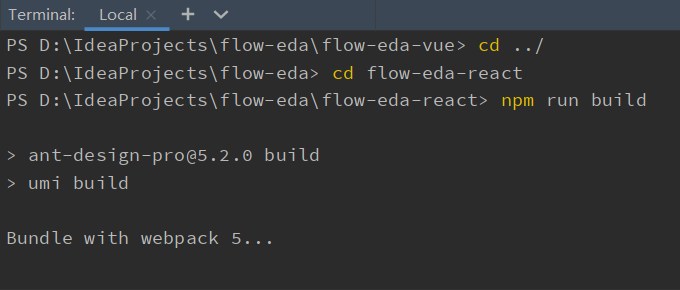 Terminal: Local × +
PS D:\IdeaProjects\flow-eda\flow-eda-vue> cd ../
PS D:\IdeaProjects\flow-eda> cd flow-eda-react
PS D:\IdeaProjects\flow-eda\flow-eda-react> npm run build
> ant-design-pro@5.2.0 build
> umi build
Bundle with webpack 5...